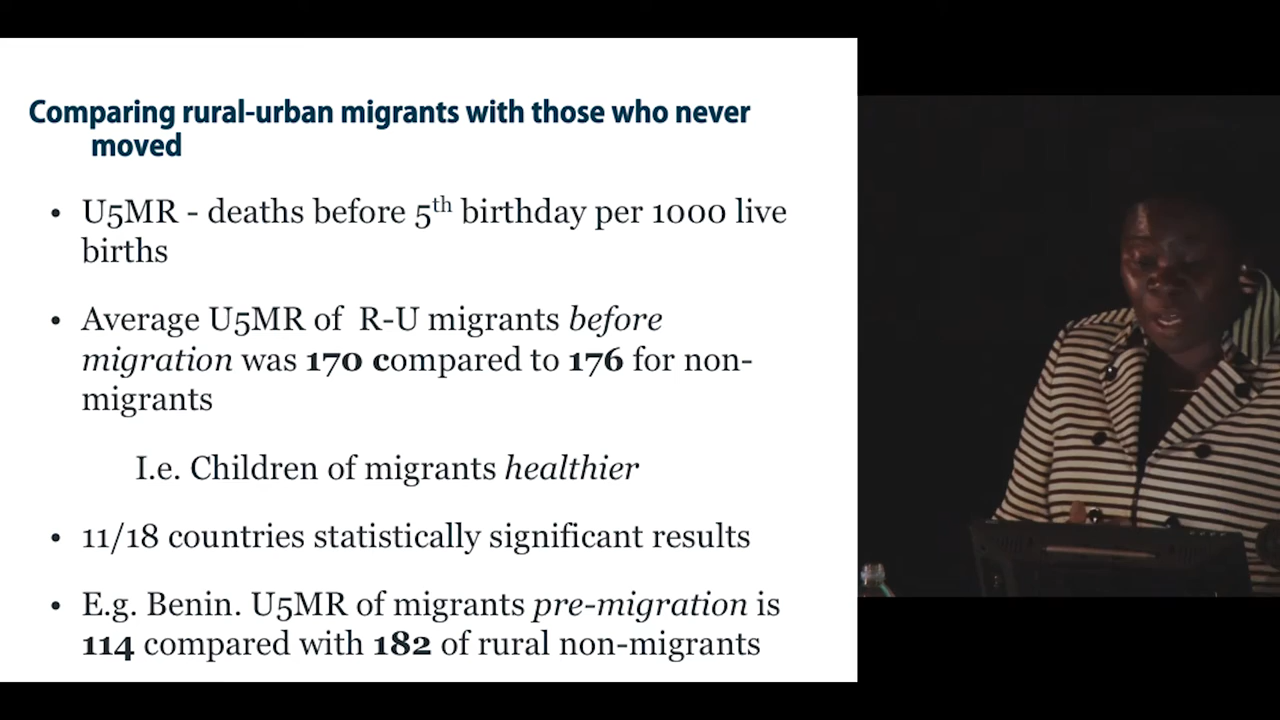 Comparing rural-urban migrants with those who never
moved
• U5MR - deaths before 5th birthday per 1000 live
births
• Average U5MR of R-U migrants before
migration was 170 compared to 176 for non-
migrants
I.e. Children of migrants healthier
• 11/18 countries statistically significant results
• E.g. Benin. U5MR of migrants pre-migration is
114 compared with 182 of rural non-migrants